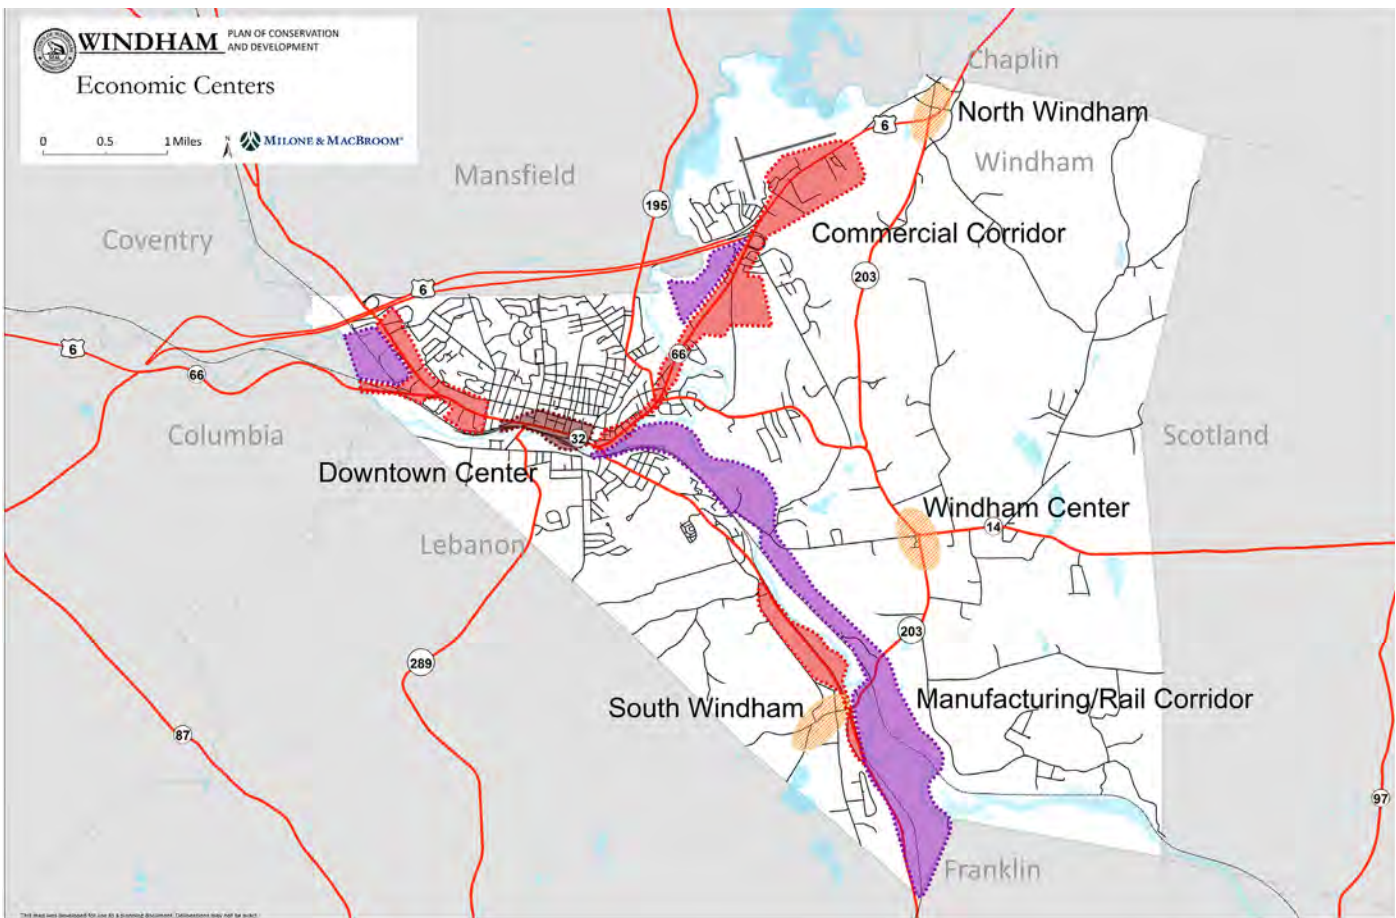 WINDHAM
PLAN OF CONSERVATION
AND DEVELOPMENT
Economic Centers
0 0.5 1 Miles
N
MILONE & MACBROOM®
Chaplin
North Windham
6
Windham
Mansfield
195
Coventry
Commercial Corridor
203
6
6
66
66
Columbia
Scotland
32
Downtown Center
Windham Center
14
Lebanon
203
289
South Windham
Manufacturing/Rail Corridor
87
97
Franklin